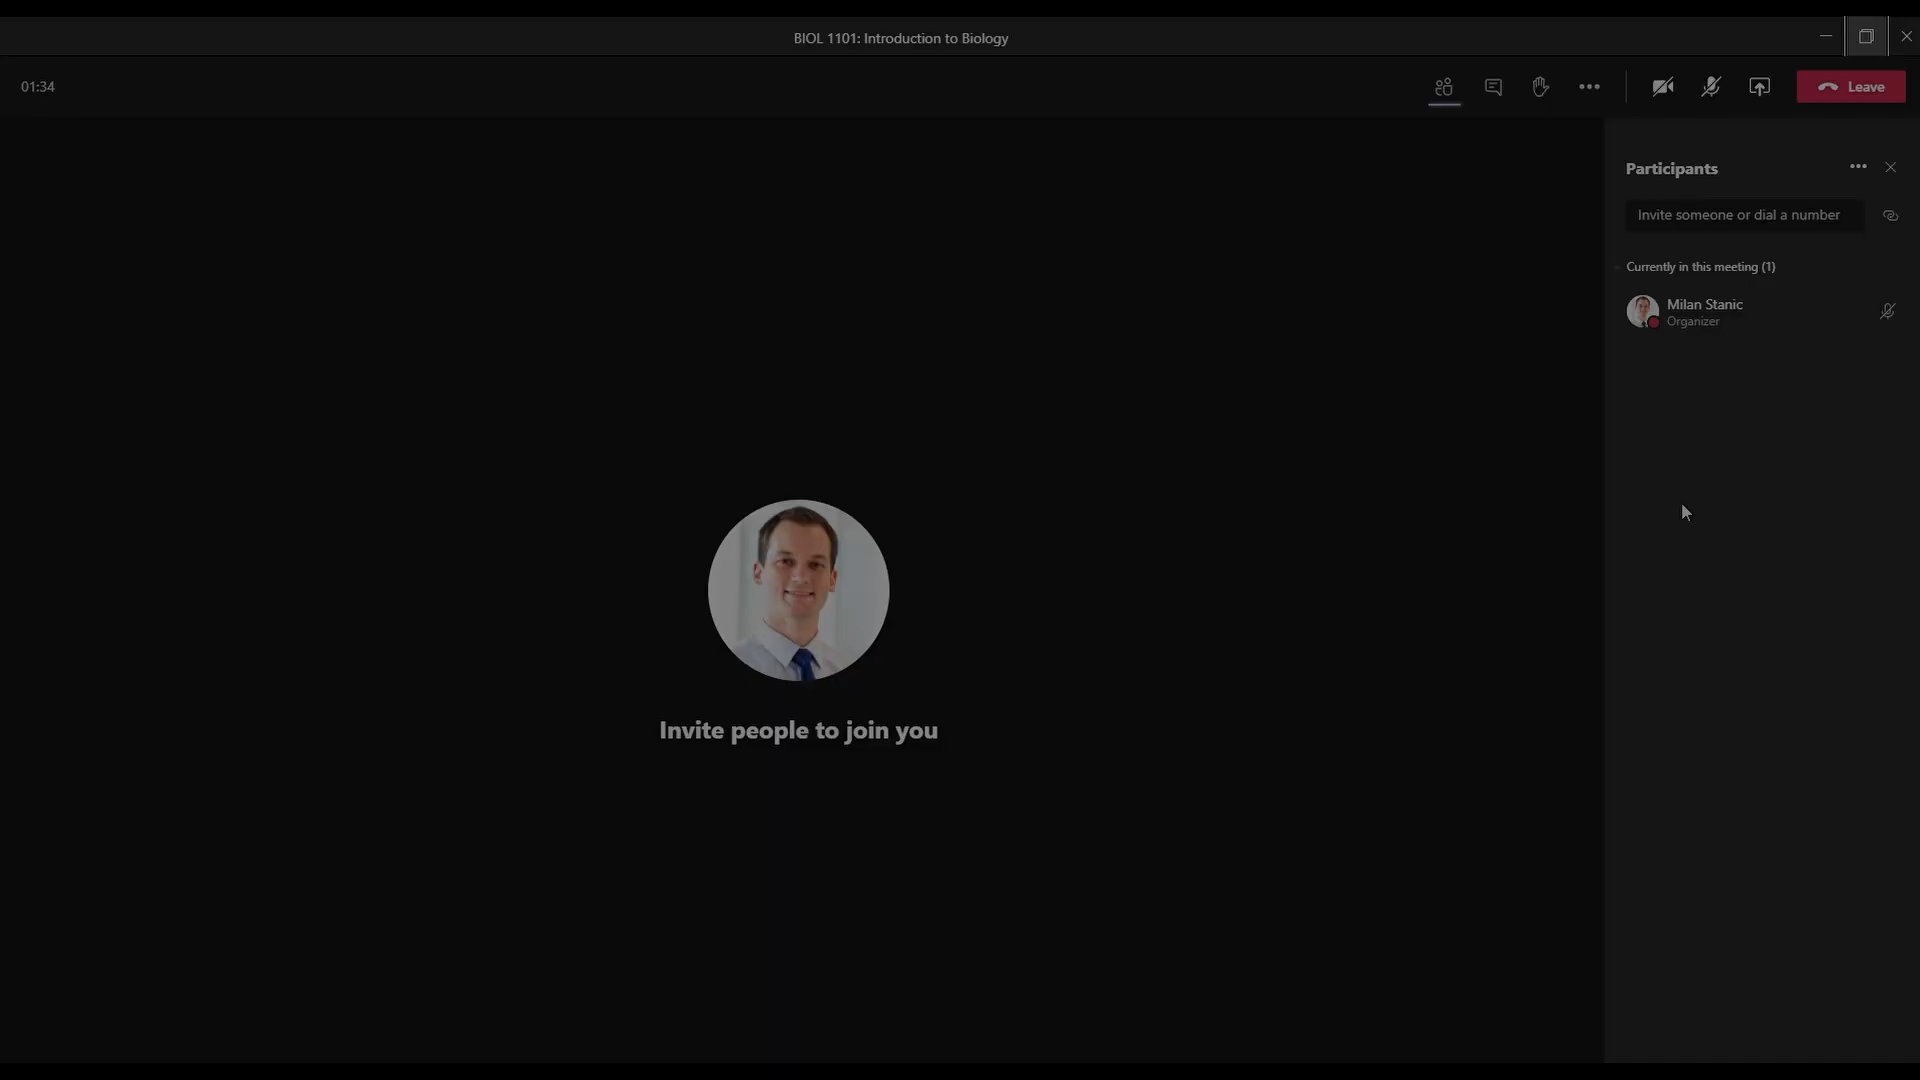 BIOL 1101: Introduction to Biology
01:34
Leave
Participants
Invite someone or dial a number
Currently in this meeting (1)
Milan Stanic
Organizer
Invite people to join you